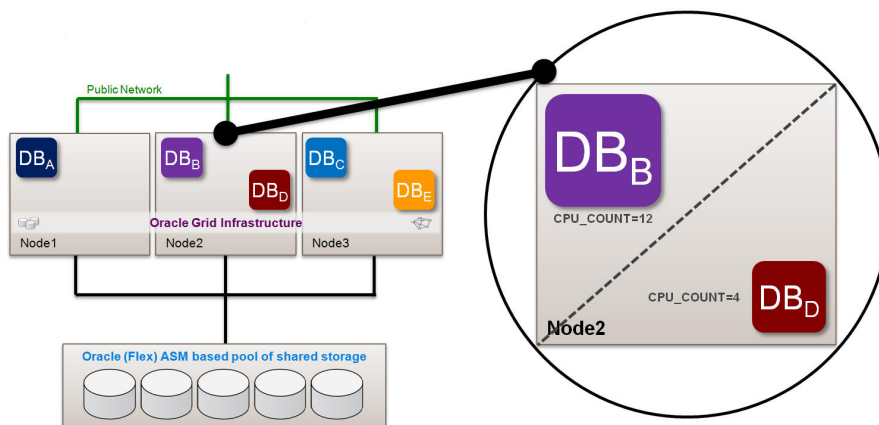 Public Network
DBA
DBB
DBD
DBC
DBE
Oracle Grid Infrastructure
Node1
Node2
Node3
Oracle (Flex) ASM based pool of shared storage
DBB
CPU_COUNT=12
CPU_COUNT=4
DBD
Node2